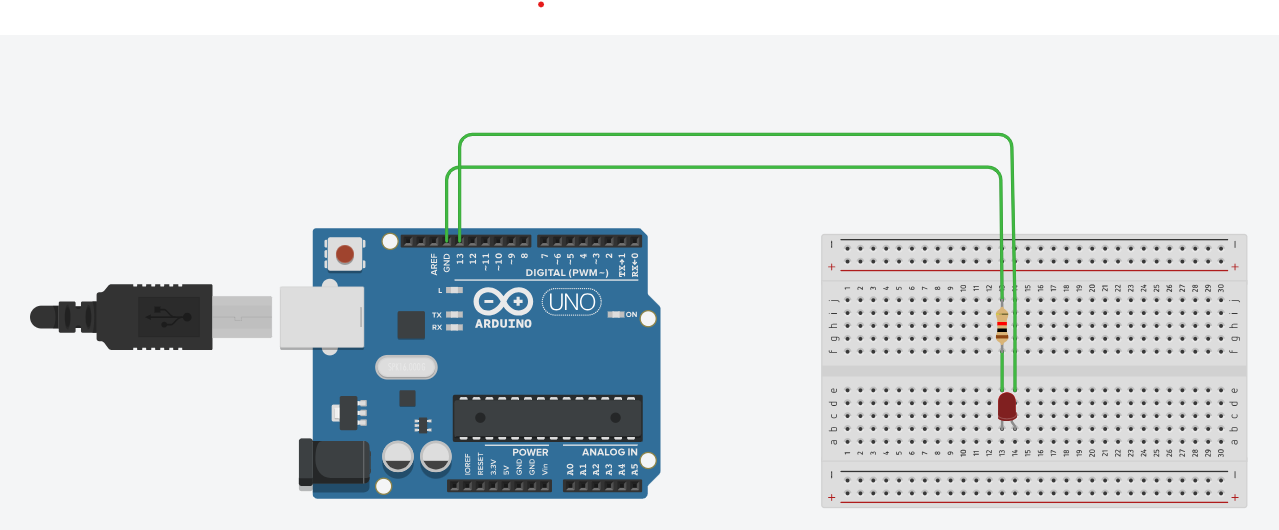 AREF
GND
13
12
~11
~10
~9
8
7
~6
~5
4
~3
2
TX→1
RX←0
DIGITAL (PWM~)
L
TX
RX
ARDUINO
UNO
ON
POWER
ANALOG IN
IOREF
RESET
3.3V
5V
GND
GND
Vin
A0
A1
A2
A3
A4
A5
− −
+ +
1 2 3 4 5 6 7 8 9 10 11 12 13 14 15 16 17 18 19 20 21 22 23 24 25 26 27 28 29 30
j j
i i
h h
g g
f f
e e
d d
c c
b b
a a
1 2 3 4 5 6 7 8 9 10 11 12 13 14 15 16 17 18 19 20 21 22 23 24 25 26 27 28 29 30
− −
+ +